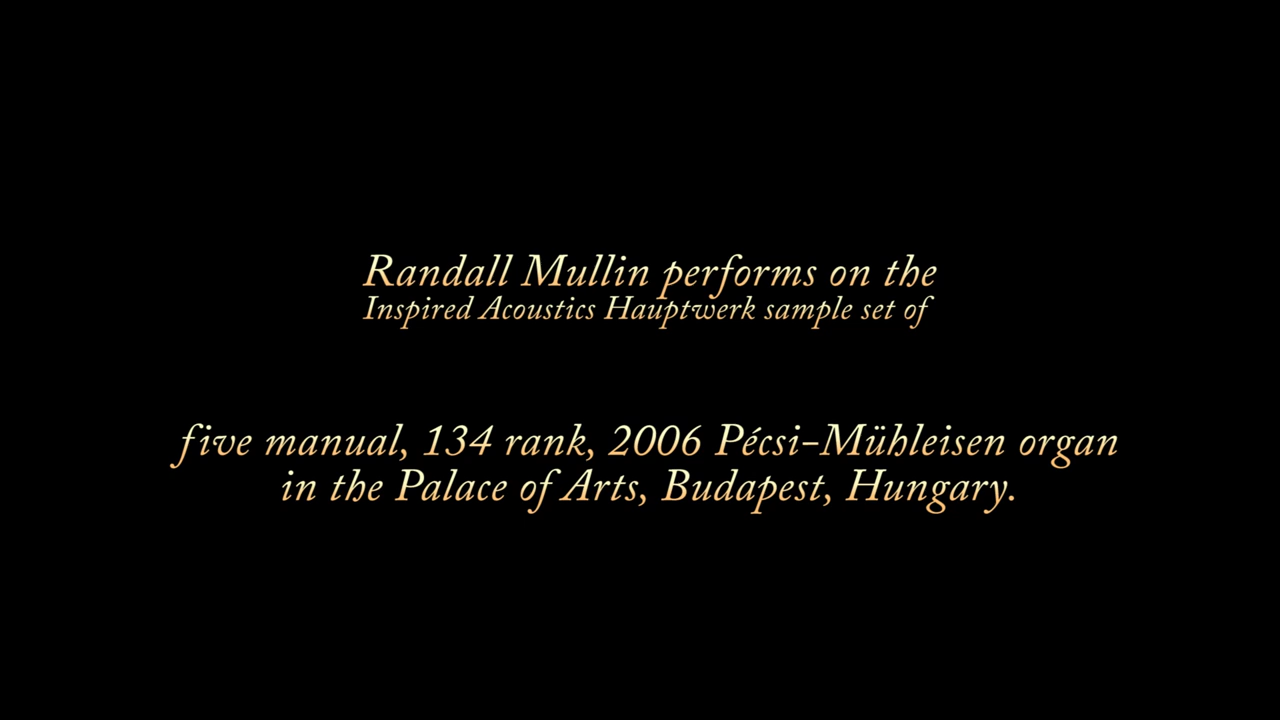 Randall Mullin performs on the
Inspired Acoustics Hauptwerk sample set of
five manual, 134 rank, 2006 Pécsi-Mühleisen organ
in the Palace of Arts, Budapest, Hungary.